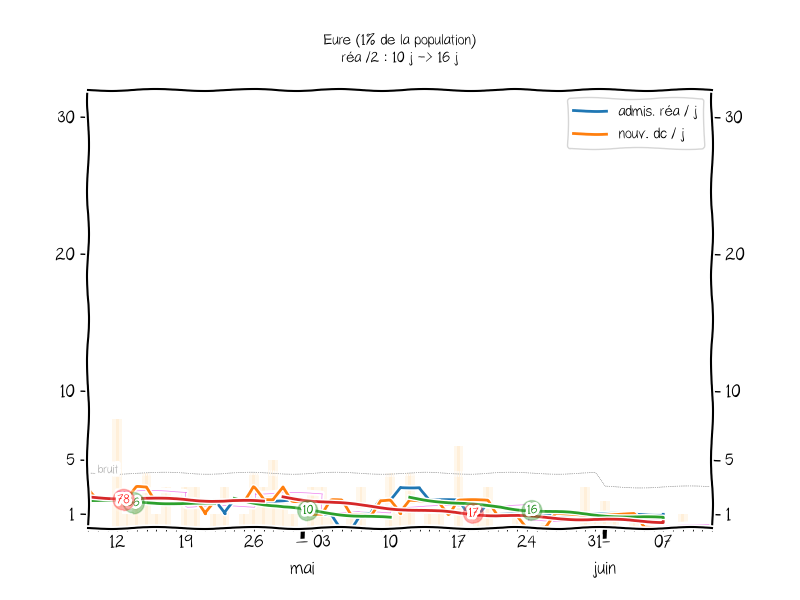 Eure (1% de la population)
réa /2 : 10 j -> 16 j
admis. réa / j
nouv. dc / j
30 30
20 20
10 10
5 5
bruit
78 6
10
16
17
1 1
12 19 26 03 10 17 24 31 07
mai juin